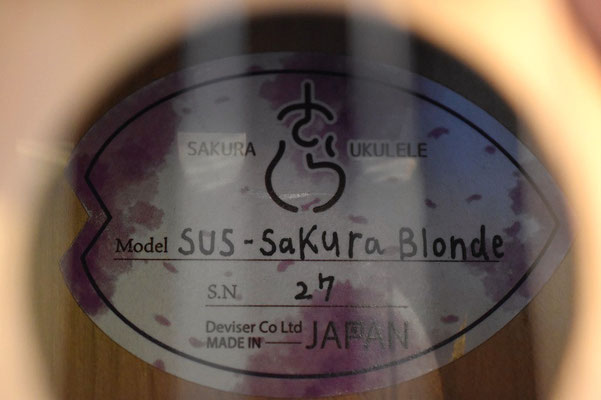 さくら
SAKURA UKULELE
Model SUS-Sakura Blonde
S.N. 27
Deviser Co Ltd
MADE IN JAPAN